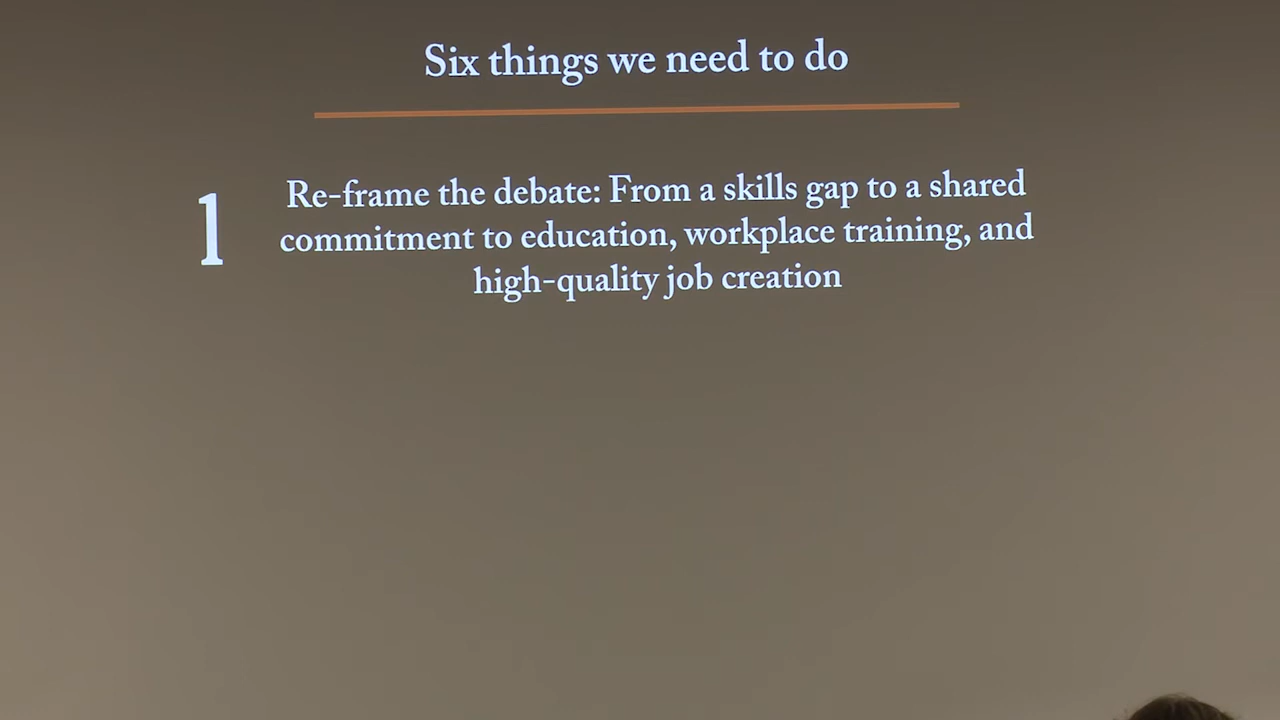 Six things we need to do
1
Re-frame the debate: From a skills gap to a shared
commitment to education, workplace training, and
high-quality job creation